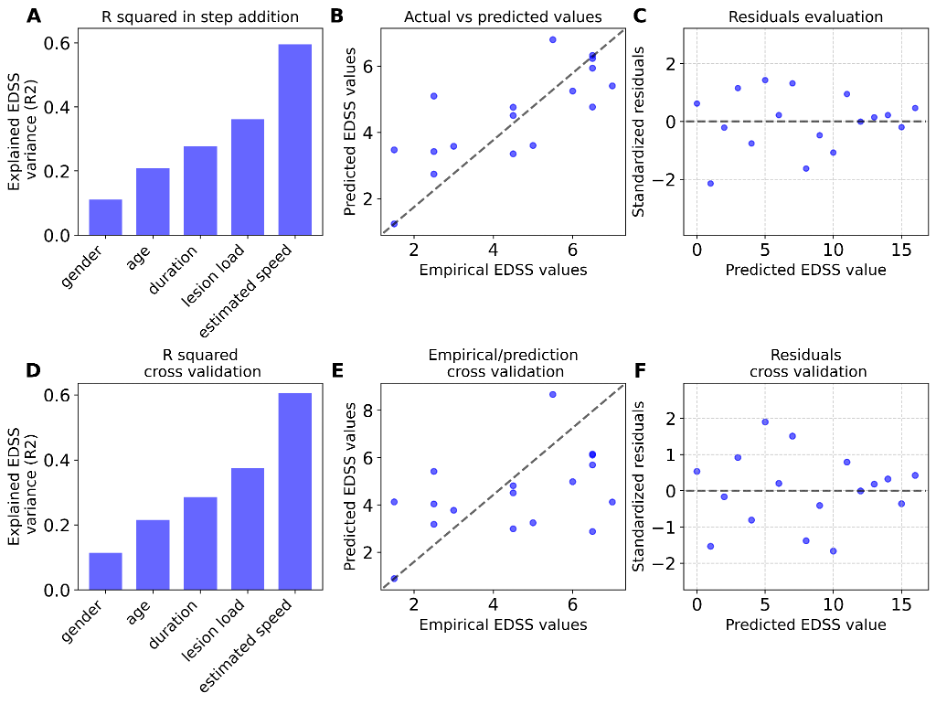 A
R squared in step addition
Explained EDSS
variance (R2)
0.6
0.4
0.2
0.0
gender
age
duration
lesion load
estimated speed
B
Actual vs predicted values
Predicted EDSS values
6
4
2
2
4
6
Empirical EDSS values
C
Residuals evaluation
Standardized residuals
2
0
−2
0
5
10
15
Predicted EDSS value
D
R squared
cross validation
Explained EDSS
variance (R2)
0.6
0.4
0.2
0.0
gender
age
duration
lesion load
estimated speed
E
Empirical/prediction
cross validation
Predicted EDSS values
8
6
4
2
2
4
6
Empirical EDSS values
F
Residuals
cross validation
Standardized residuals
2
1
0
−1
−2
0
5
10
15
Predicted EDSS value